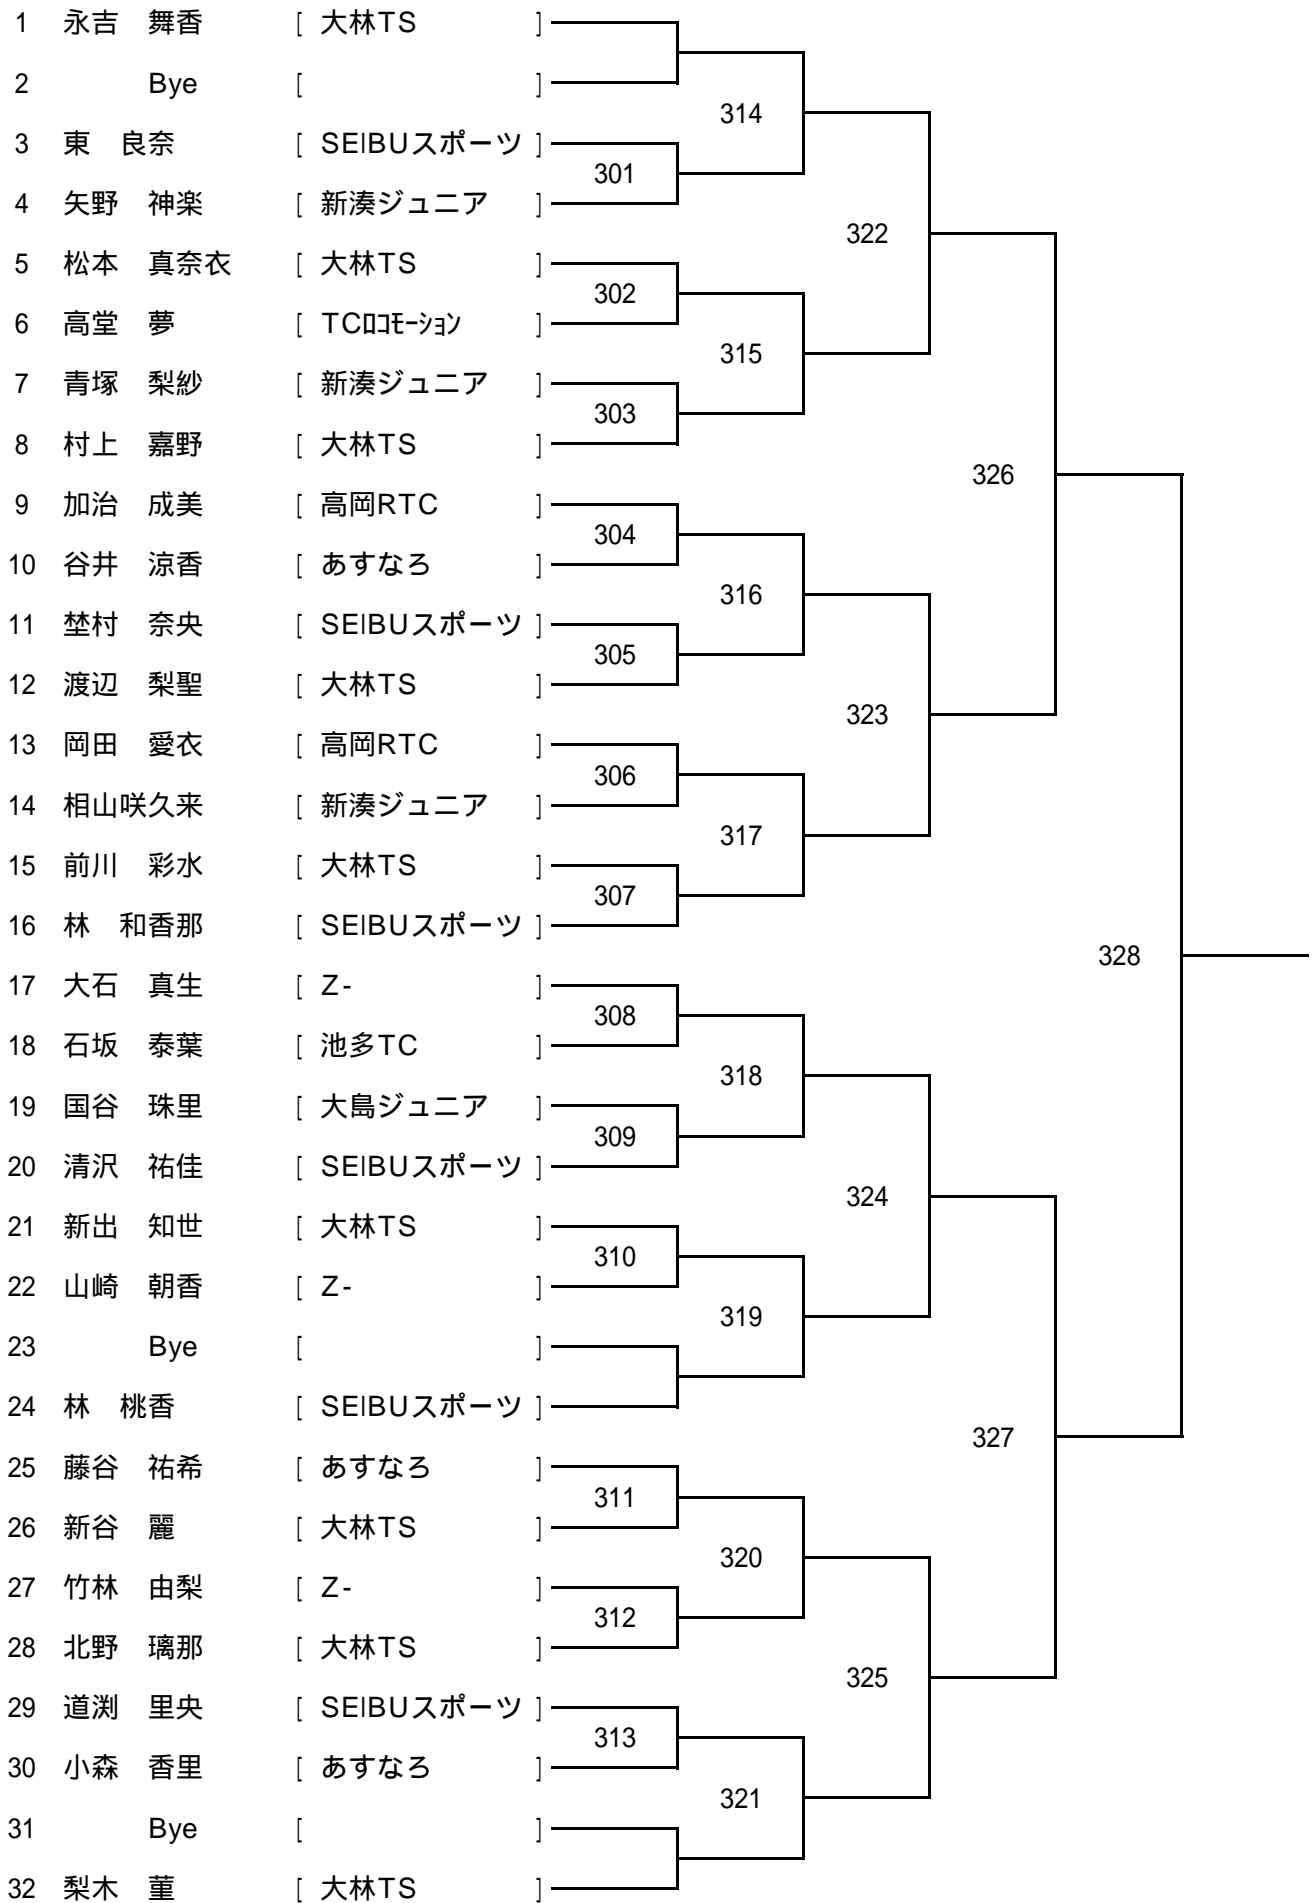 1 永吉　舞香 [ 大林TS ]
2 Bye [ ]
314
3 東　良奈 [ SEIBUスポーツ ]
301
4 矢野　神楽 [ 新湊ジュニア ]
322
5 松本　真奈衣 [ 大林TS ]
302
6 高堂　夢 [ TCﾛｺﾓｰｼｮﾝ ]
315
7 青塚　梨紗 [ 新湊ジュニア ]
303
8 村上　嘉野 [ 大林TS ]
326
9 加治　成美 [ 高岡RTC ]
304
10 谷井　涼香 [ あすなろ ]
316
11 埜村　奈央 [ SEIBUスポーツ ]
305
12 渡辺　梨聖 [ 大林TS ]
323
13 岡田　愛衣 [ 高岡RTC ]
306
14 相山咲久来 [ 新湊ジュニア ]
317
15 前川　彩水 [ 大林TS ]
307
16 林　和香那 [ SEIBUスポーツ ]
328
17 大石　真生 [ Z- ]
308
18 石坂　泰葉 [ 池多TC ]
318
19 国谷　珠里 [ 大島ジュニア ]
309
20 清沢　祐佳 [ SEIBUスポーツ ]
324
21 新出　知世 [ 大林TS ]
310
22 山崎　朝香 [ Z- ]
319
23 Bye [ ]
24 林　桃香 [ SEIBUスポーツ ]
327
25 藤谷　祐希 [ あすなろ ]
311
26 新谷　麗 [ 大林TS ]
320
27 竹林　由梨 [ Z- ]
312
28 北野　璃那 [ 大林TS ]
325
29 道渕　里央 [ SEIBUスポーツ ]
313
30 小森　香里 [ あすなろ ]
321
31 Bye [ ]
32 梨木　菫 [ 大林TS ]